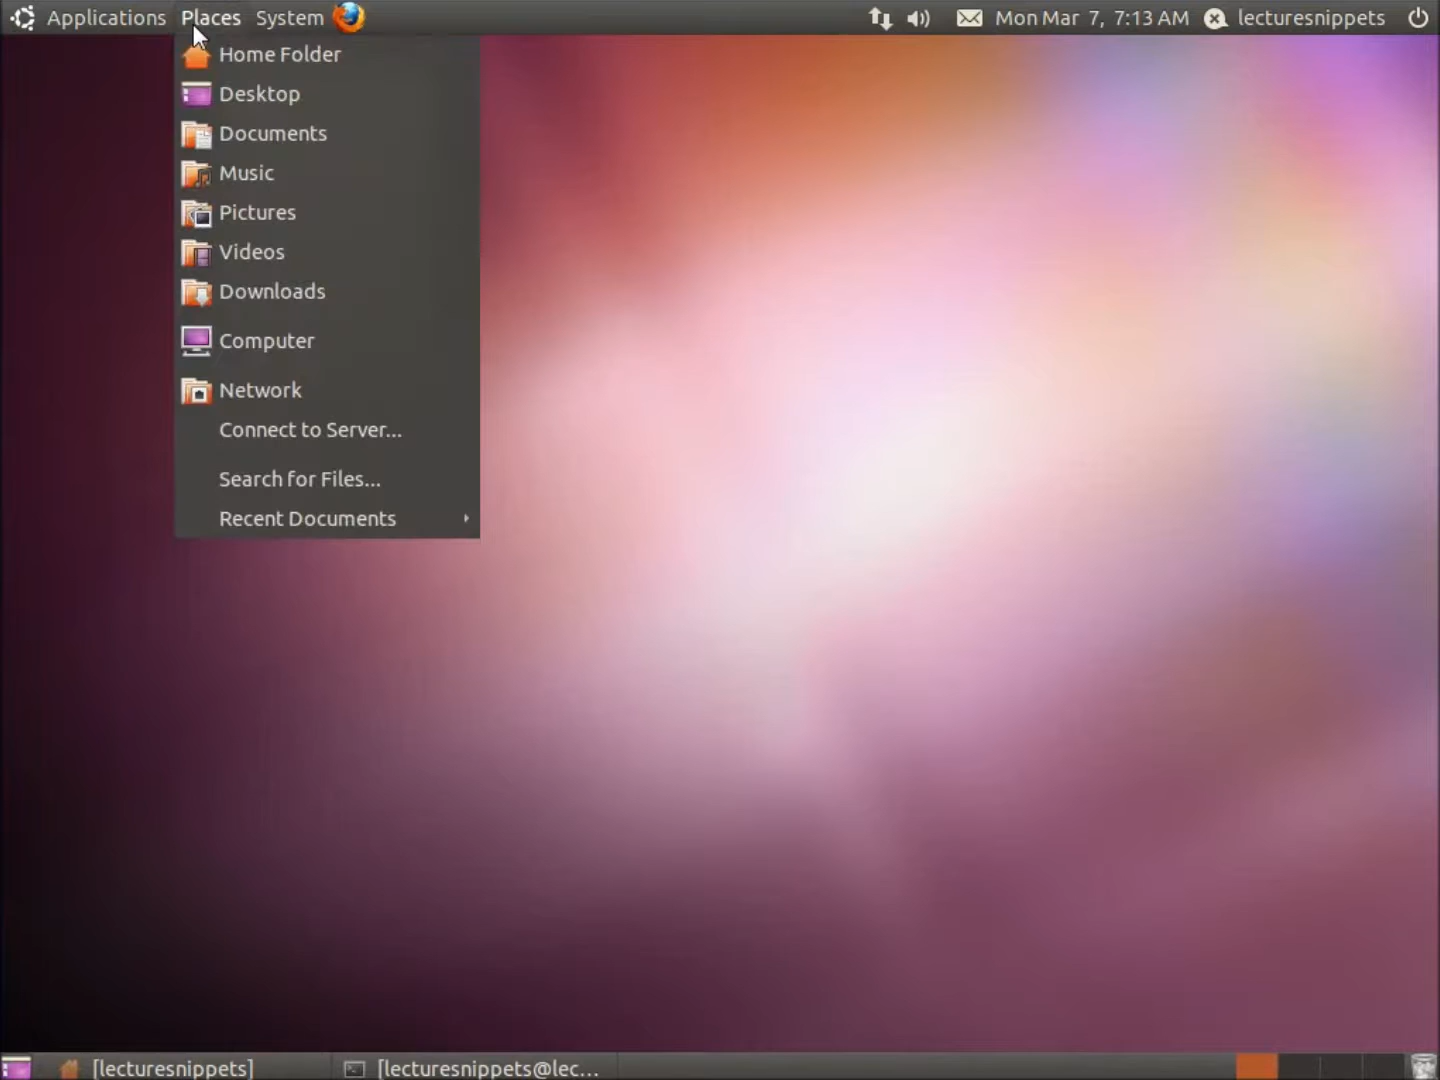 Applications Places System Mon Mar 7, 7:13 AM lecturesnippets
Home Folder
Desktop
Documents
Music
Pictures
Videos
Downloads
Computer
Network
Connect to Server...
Search for Files...
Recent Documents
[lecturesnippets] [lecturesnippets@lec...